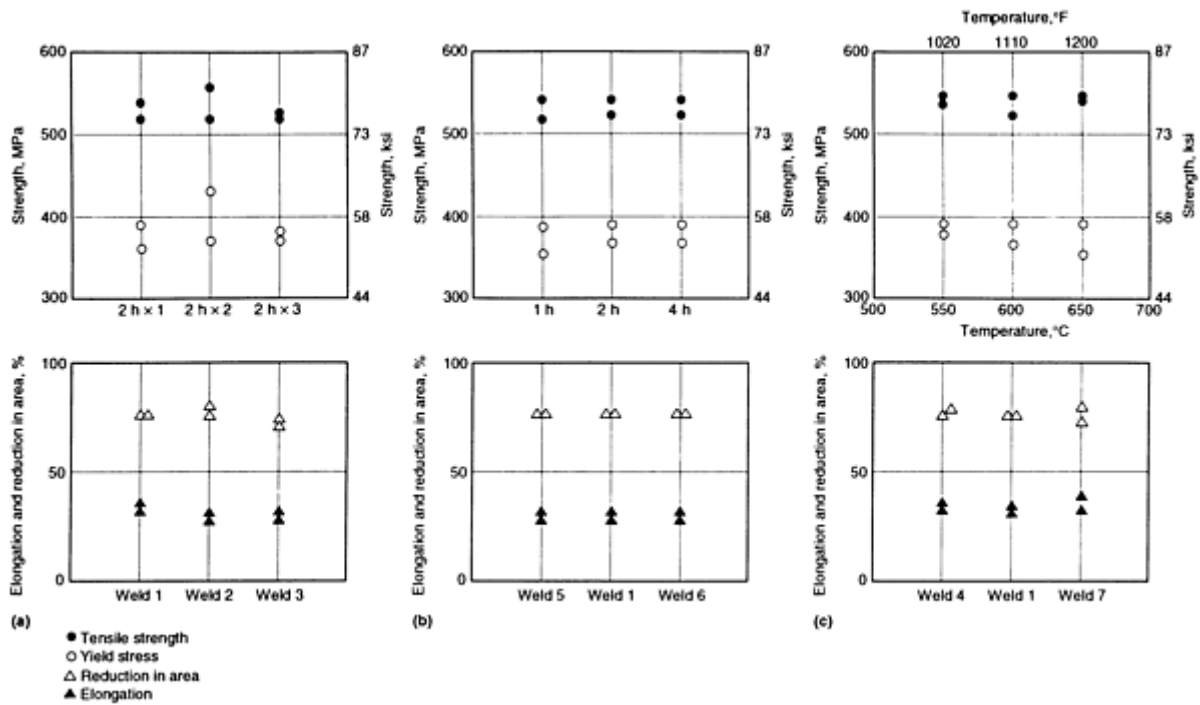 Temperature,°F
1020 1110 1200
600 87 600 87 600 87
500 73 500 73 500 73
400 58 400 58 400 58
300 44 300 44 300 44
Strength, MPa
Strength, ksi
Strength, MPa
Strength, ksi
Strength, MPa
Strength, ksi
2 h × 1 2 h × 2 2 h × 3
1 h 2 h 4 h
500 550 600 650 700
Temperature,°C
100 100 100
50 50 50
0 0 0
Elongation and reduction in area, %
Elongation and reduction in area, %
Elongation and reduction in area, %
Weld 1 Weld 2 Weld 3
Weld 5 Weld 1 Weld 6
Weld 4 Weld 1 Weld 7
(a) (b) (c)
Tensile strength
Yield stress
Reduction in area
Elongation